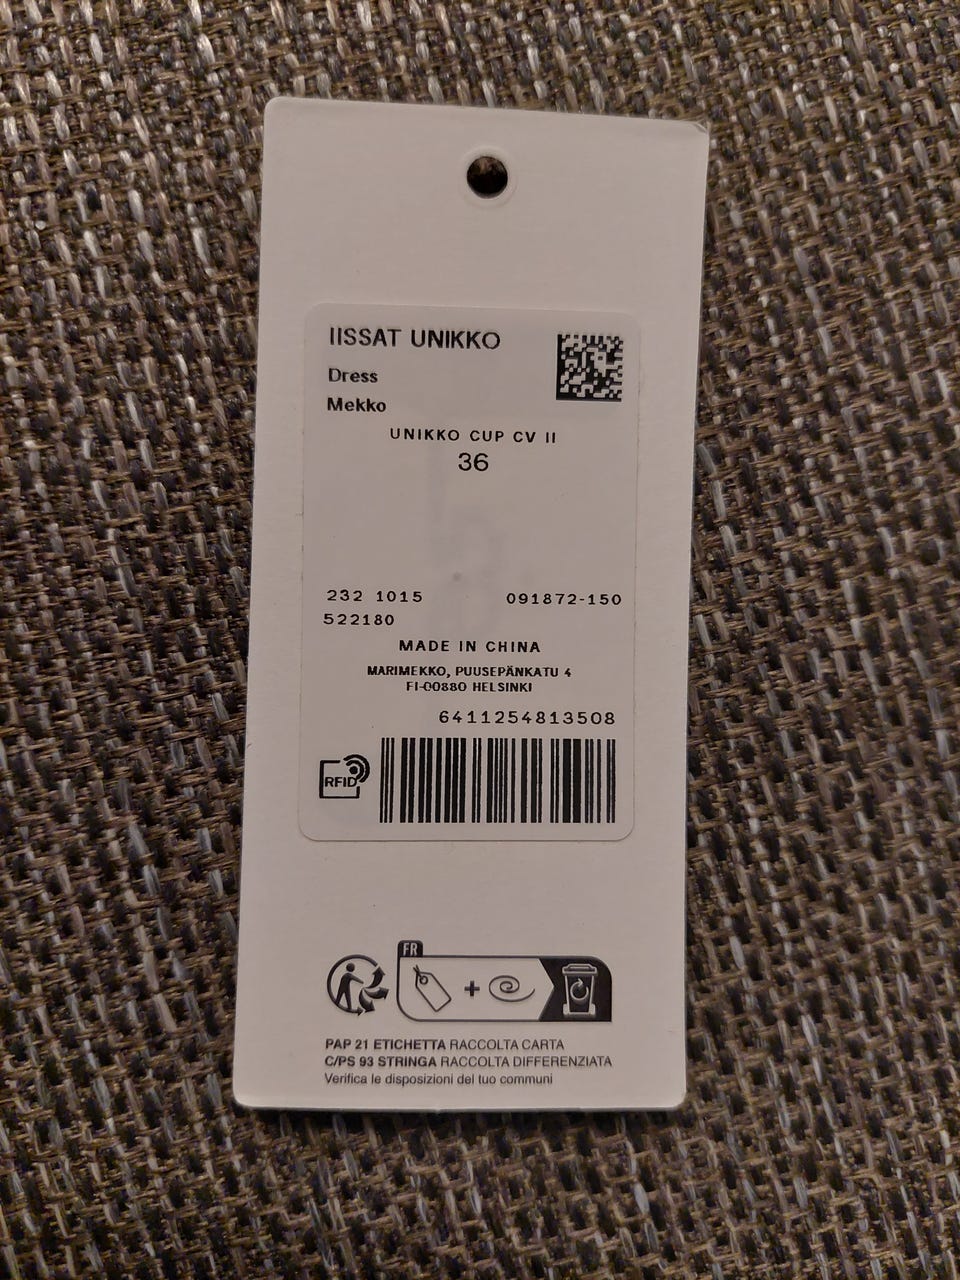 IISSAT UNIKKO
Dress
Mekko
UNIKKO CUP CV II
36
232 1015 091872-150
522180
MADE IN CHINA
MARIMEKKO, PUUSEPÄNKATU 4
FI-00880 HELSINKI
6411254813508
RFID
FR
PAP 21 ETICHETTA RACCOLTA CARTA
C/PS 93 STRINGA RACCOLTA DIFFERENZIATA
Verifica le disposizioni del tuo communi